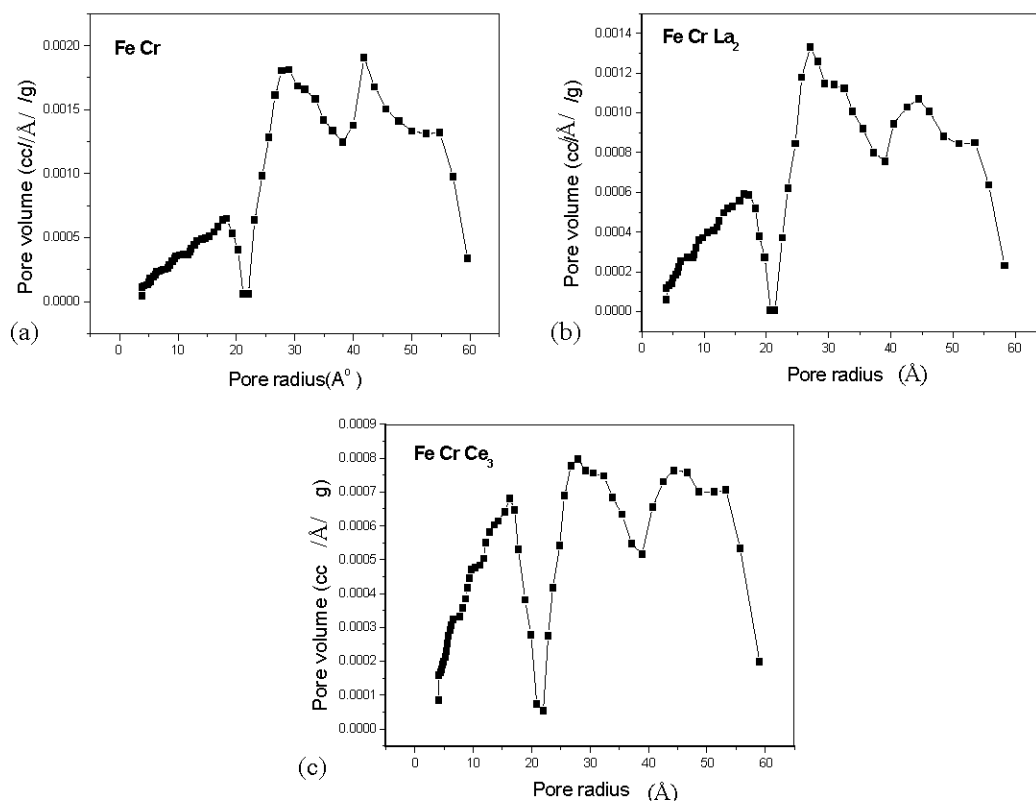 (a)
Fe Cr
Pore volume (cc//Å/ /g)
0.0020
0.0015
0.0010
0.0005
0.0000
0 10 20 30 40 50 60
Pore radius(A⁰ )
(b)
Fe Cr La₂
Pore volume (cc/Å/ /g)
0.0014
0.0012
0.0010
0.0008
0.0006
0.0004
0.0002
0.0000
0 10 20 30 40 50 60
Pore radius (Å)
(c)
Fe Cr Ce₃
Pore volume (cc /Å/ g)
0.0009
0.0008
0.0007
0.0006
0.0005
0.0004
0.0003
0.0002
0.0001
0.0000
0 10 20 30 40 50 60
Pore radius (Å)